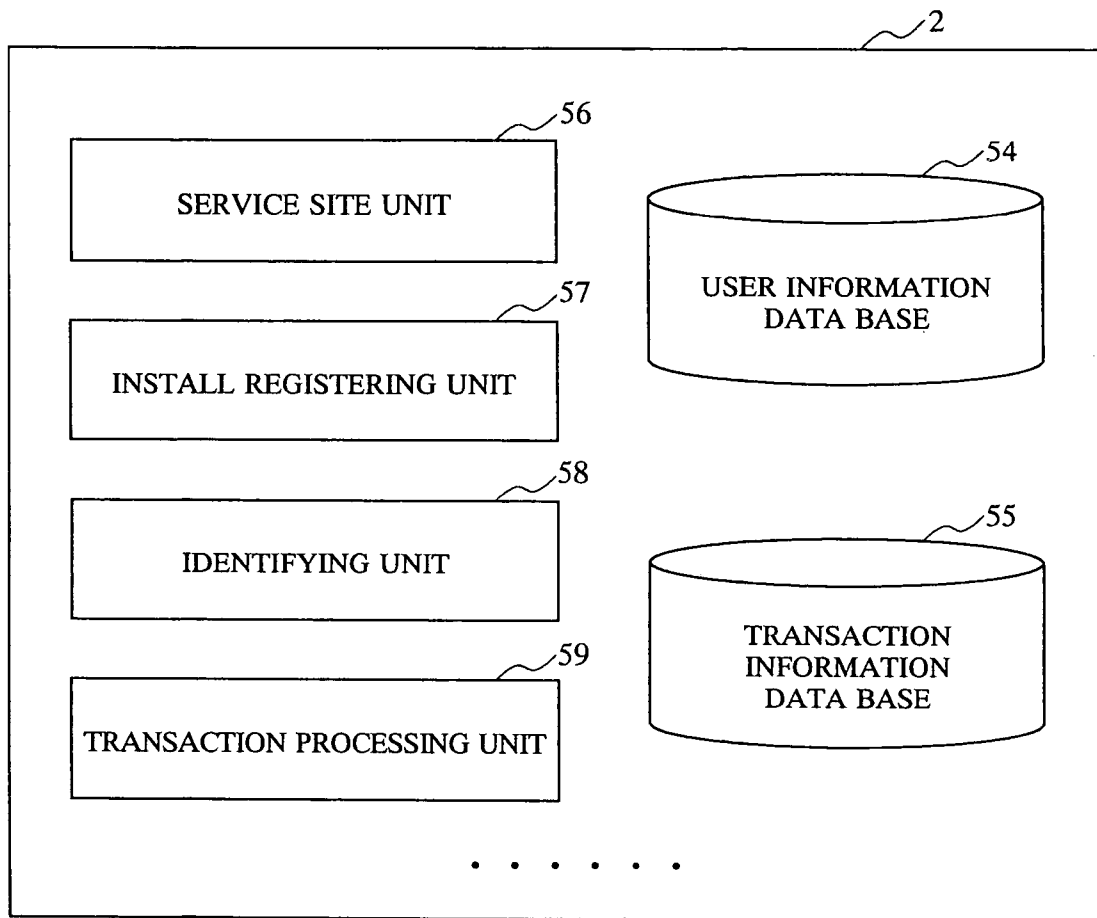 2
56
SERVICE SITE UNIT
54
USER INFORMATION
DATA BASE
57
INSTALL REGISTERING UNIT
58
IDENTIFYING UNIT
55
TRANSACTION
INFORMATION
DATA BASE
59
TRANSACTION PROCESSING UNIT
. . . . . .